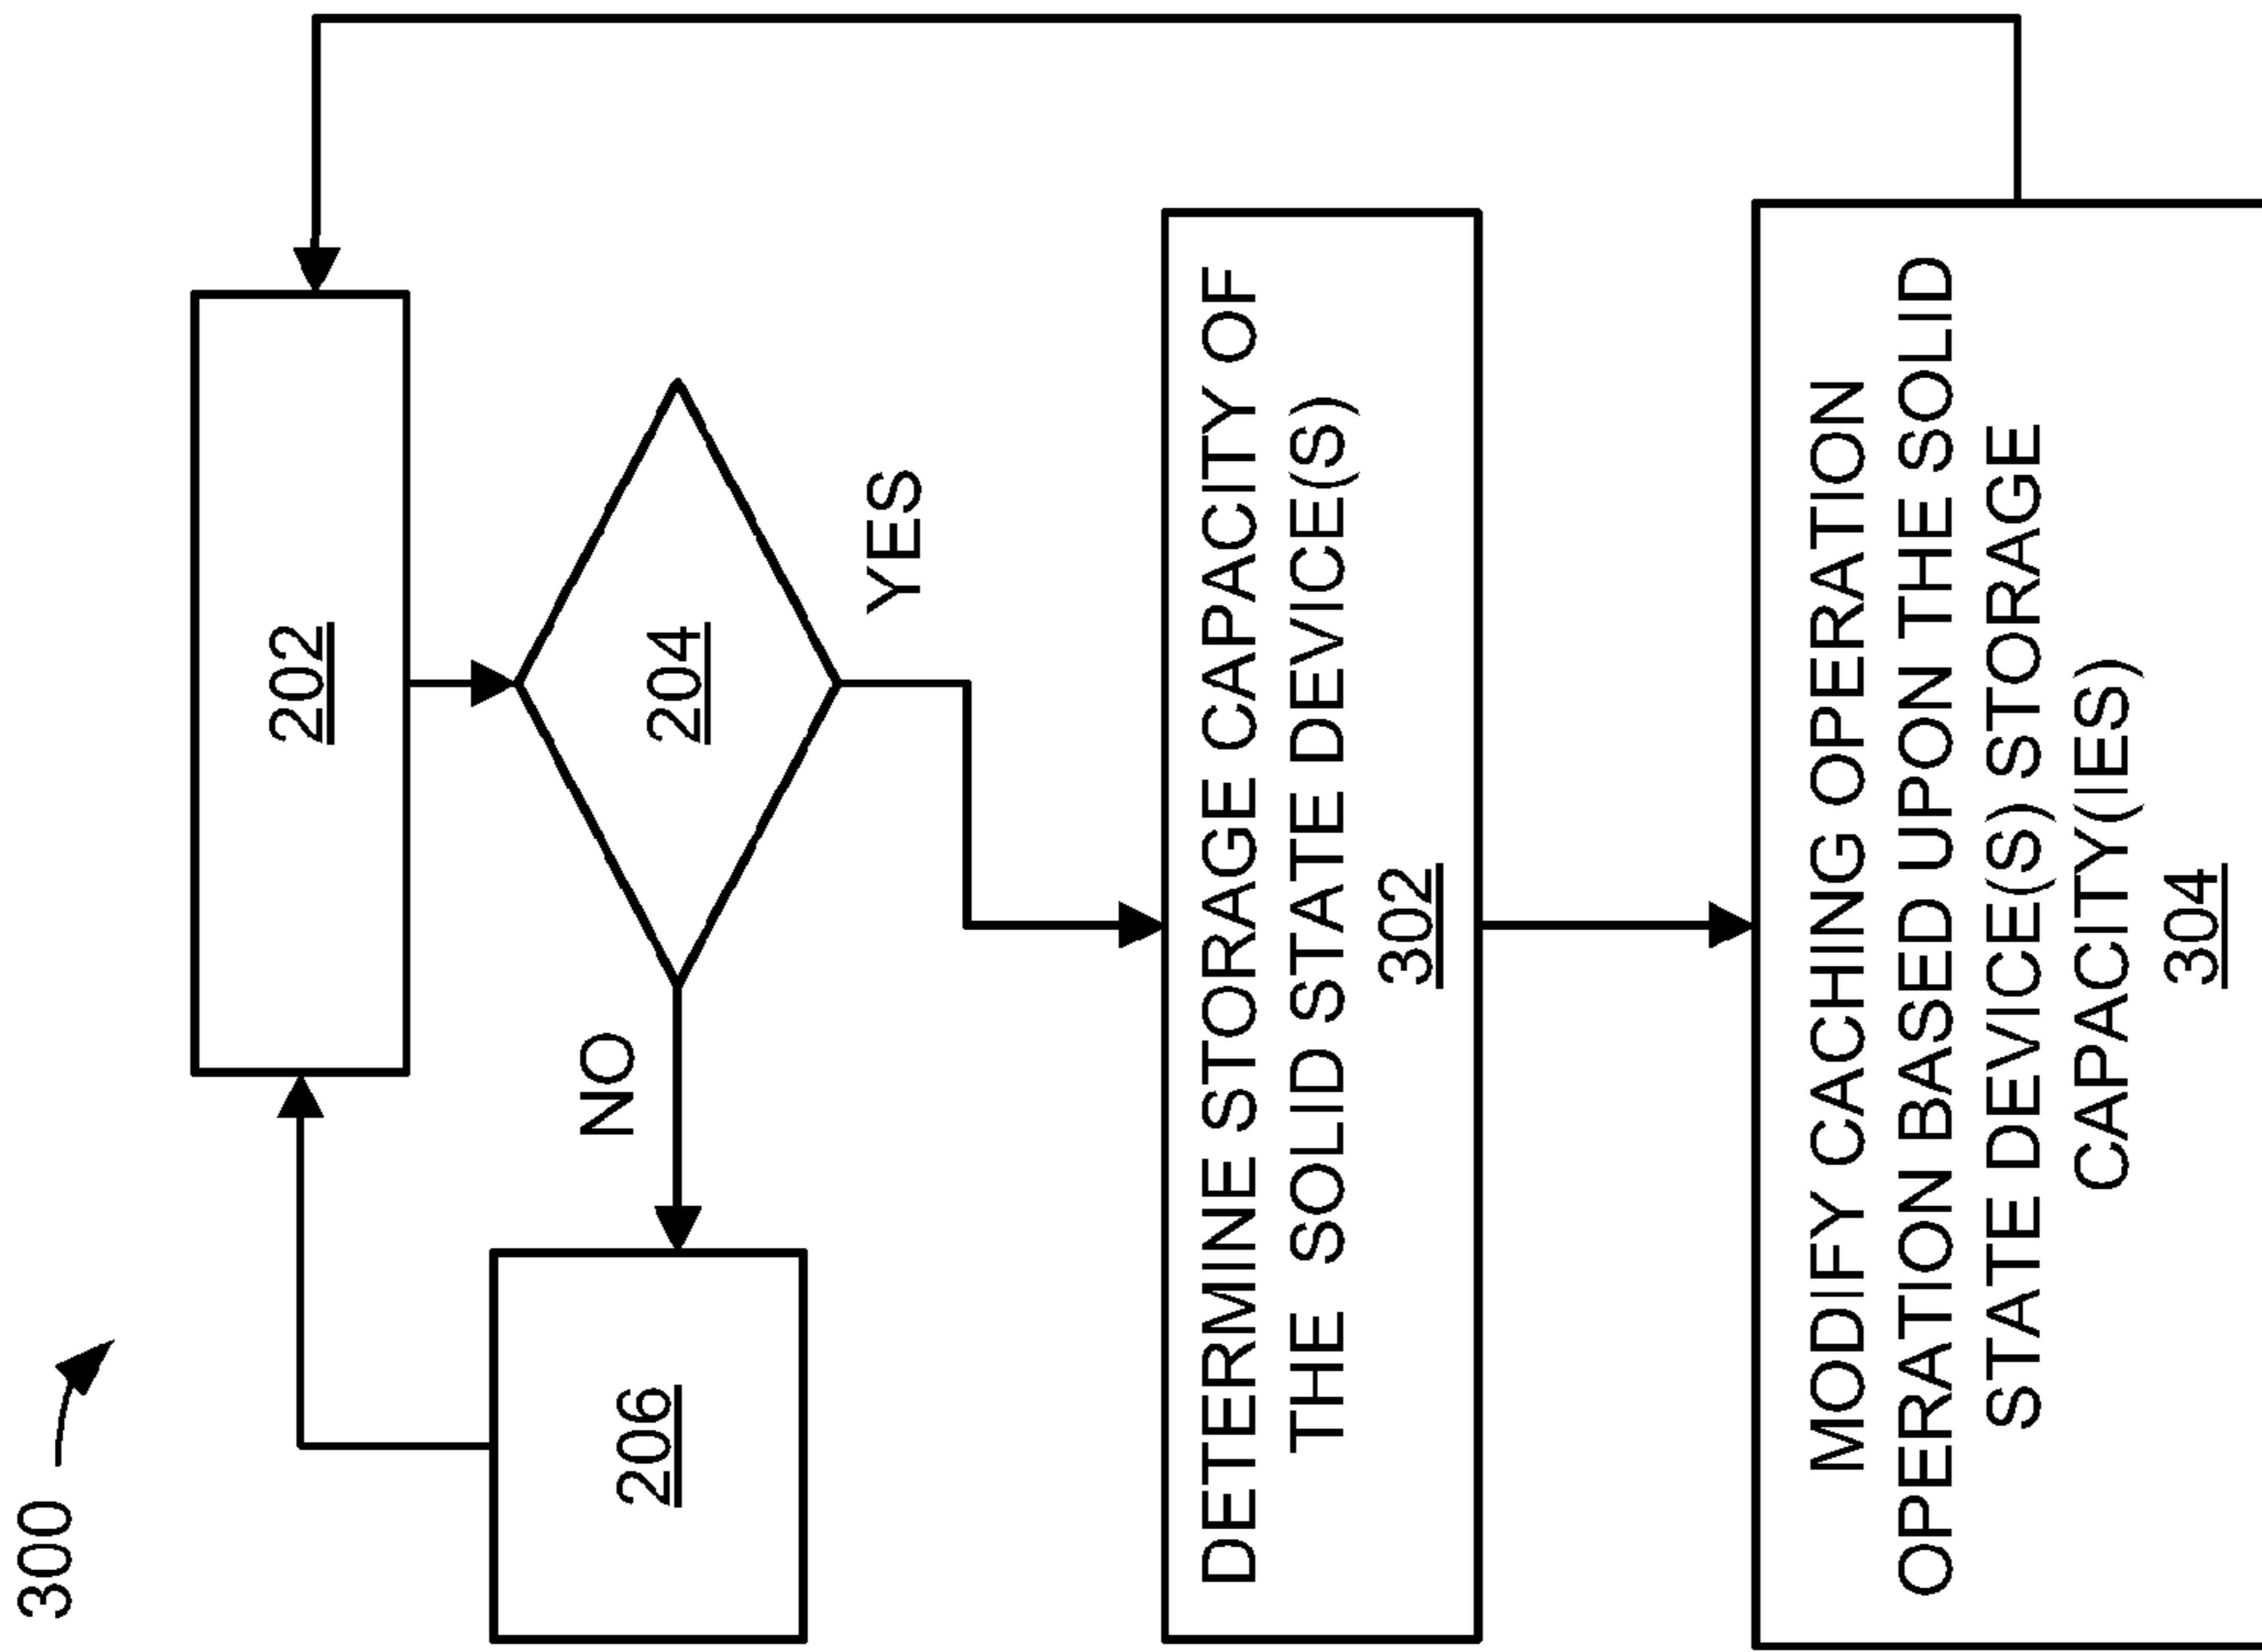 300
202
204
NO
YES
206
DETERMINE STORAGE CAPACITY OF
THE SOLID STATE DEVICE(S)
302
MODIFY CACHING OPERATION
OPERATION BASED UPON THE SOLID
STATE DEVICE(S) STORAGE
CAPACITY(IES)
304